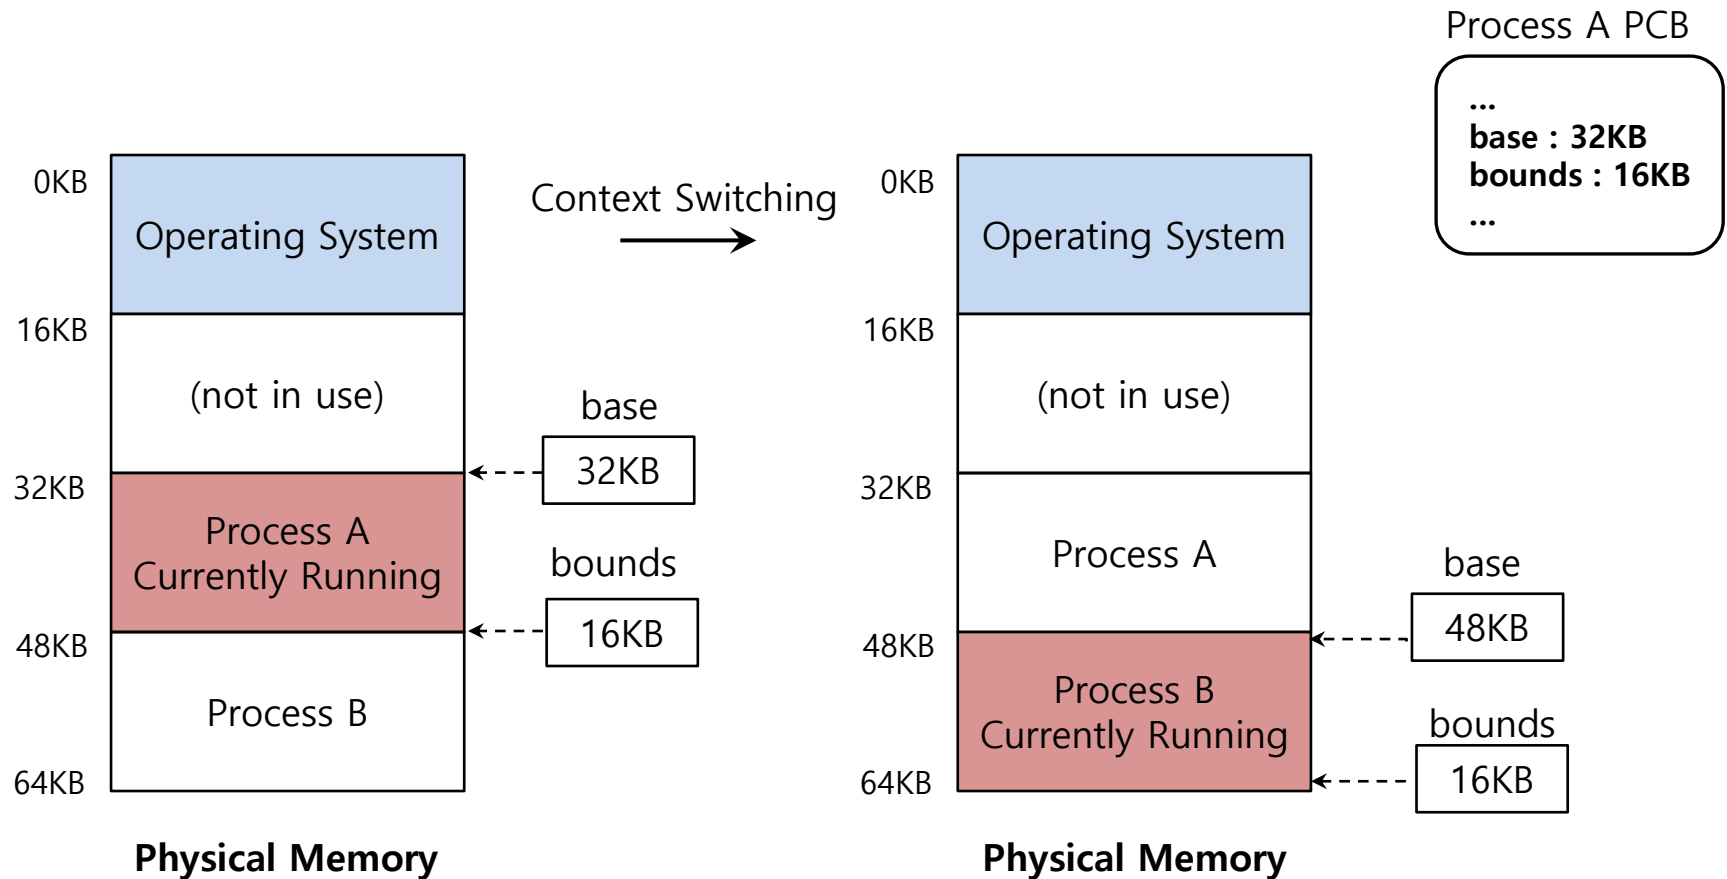 Process A PCB
...
base : 32KB
bounds : 16KB
...
0KB
Operating System
16KB
(not in use)
base
32KB
32KB
Process A
Currently Running
bounds
16KB
48KB
Process B
64KB
Physical Memory
Context Switching
0KB
Operating System
16KB
(not in use)
32KB
Process A
base
48KB
48KB
Process B
Currently Running
bounds
16KB
64KB
Physical Memory